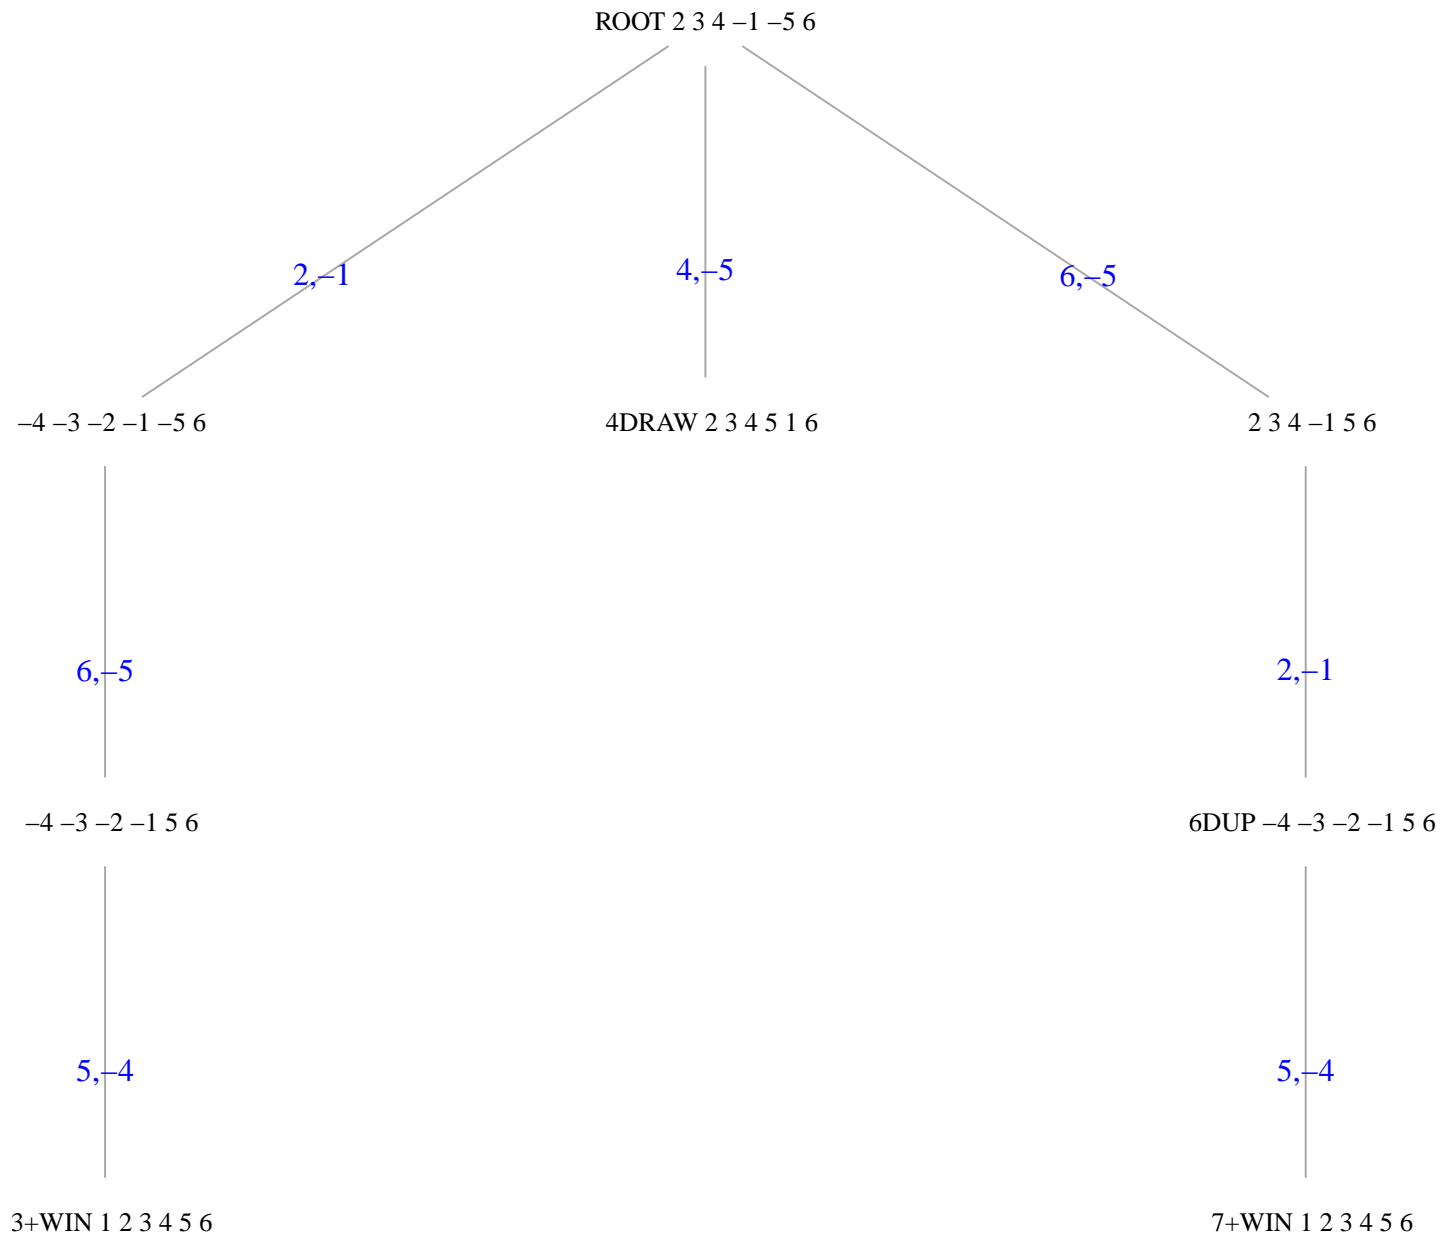 ROOT 2 3 4 –1 –5 6
2,–1
4,–5
6,–5
–4 –3 –2 –1 –5 6
4DRAW 2 3 4 5 1 6
2 3 4 –1 5 6
6,–5
2,–1
–4 –3 –2 –1 5 6
6DUP –4 –3 –2 –1 5 6
5,–4
5,–4
3+WIN 1 2 3 4 5 6
7+WIN 1 2 3 4 5 6